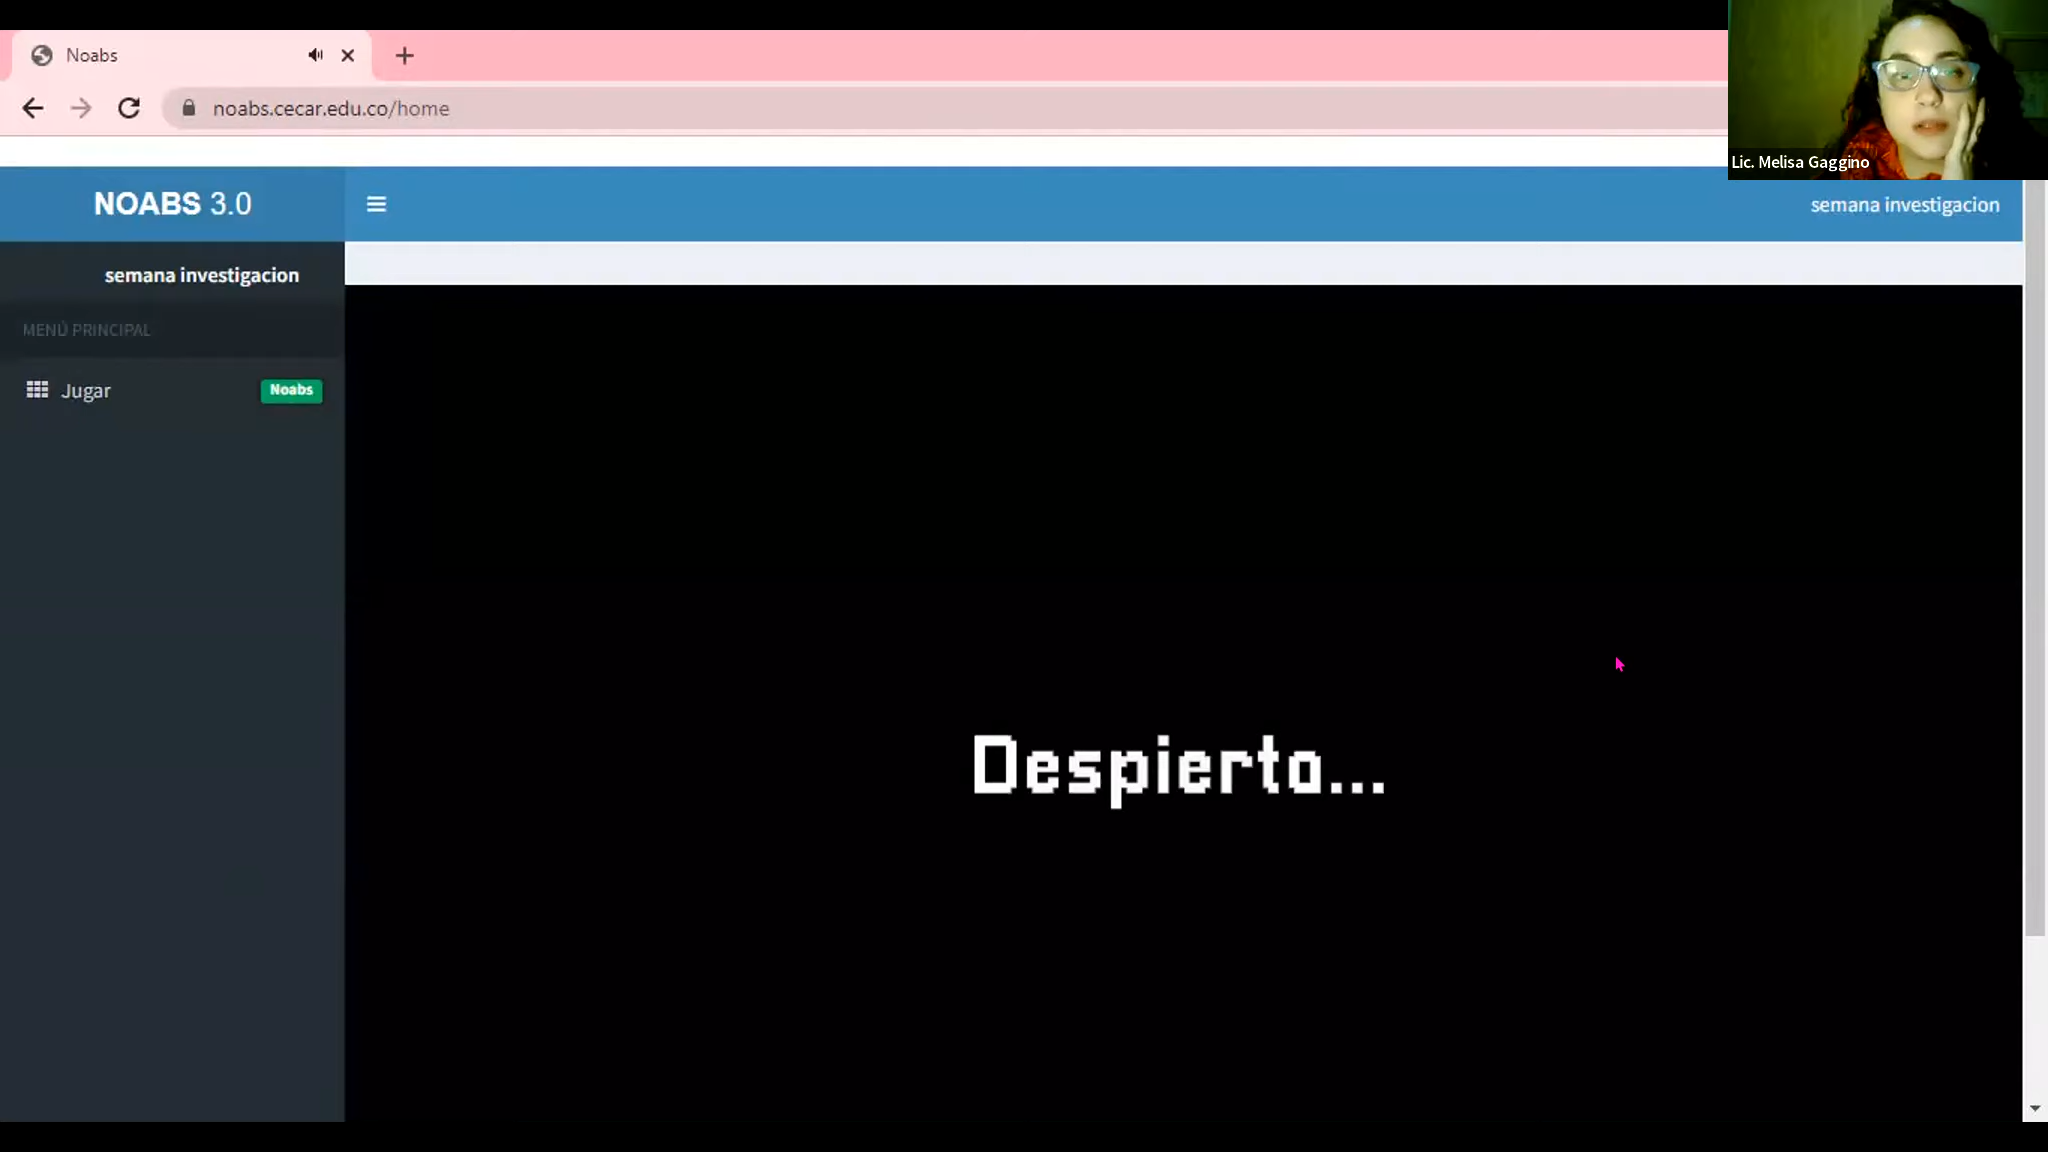 Noabs
noabs.cecar.edu.co/home
Lic. Melisa Gaggino
NOABS 3.0
semana investigacion
semana investigacion
MENÚ PRINCIPAL
Jugar
Noabs
Despierta...